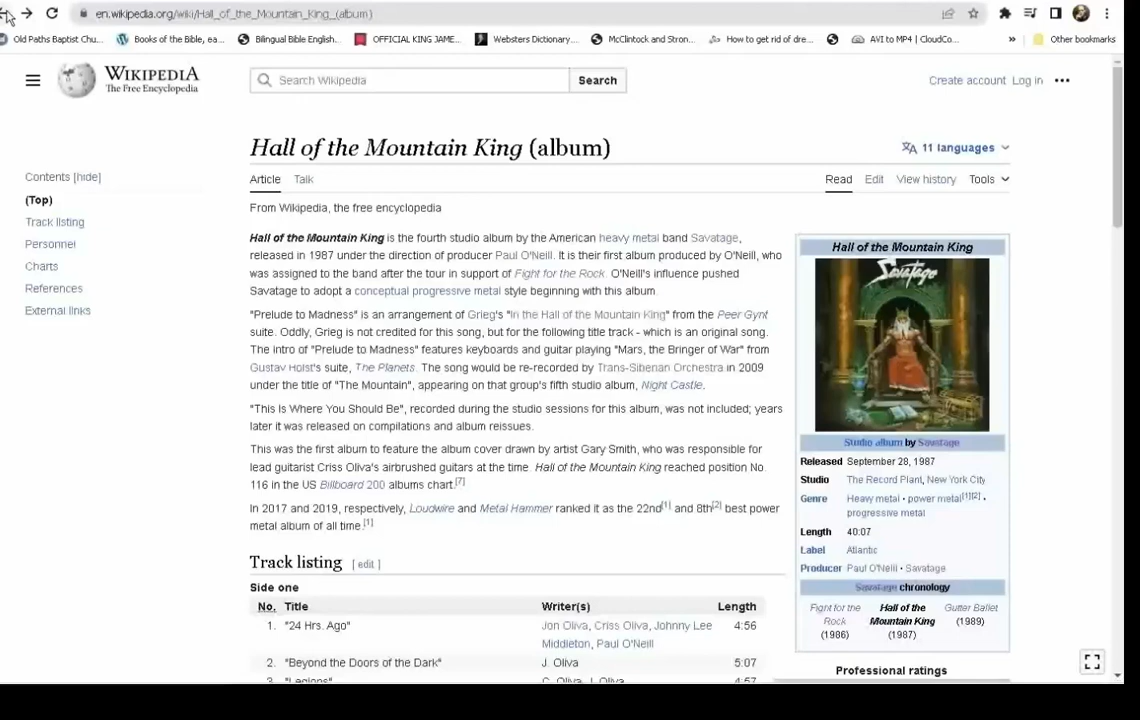 en.wikipedia.org/wiki/Hall_of_the_Mountain_King_(album)
Old Paths Baptist Chu...
Books of the Bible, ea...
Bilingual Bible English...
OFFICIAL KING JAME...
Websters Dictionary...
McClintock and Stron...
How to get rid of dre...
AVI to MP4 | CloudCo...
»
Other bookmarks
WIKIPEDIA
The Free Encyclopedia
Search Wikipedia
Search
Create account Log in
Hall of the Mountain King (album)
11 languages
Contents [hide]
(Top)
Track listing
Personnel
Charts
References
External links
Article Talk
Read Edit View history Tools
From Wikipedia, the free encyclopedia
Hall of the Mountain King is the fourth studio album by the American heavy metal band Savatage,
released in 1987 under the direction of producer Paul O'Neill. It is their first album produced by O'Neill, who
was assigned to the band after the tour in support of Fight for the Rock. O'Neill's influence pushed
Savatage to adopt a conceptual progressive metal style beginning with this album.
"Prelude to Madness" is an arrangement of Grieg's "In the Hall of the Mountain King" from the Peer Gynt
suite. Oddly, Grieg is not credited for this song, but for the following title track - which is an original song.
The intro of "Prelude to Madness" features keyboards and guitar playing "Mars, the Bringer of War" from
Gustav Holst's suite, The Planets. The song would be re-recorded by Trans-Siberian Orchestra in 2009
under the title of "The Mountain", appearing on that group's fifth studio album, Night Castle.
"This Is Where You Should Be", recorded during the studio sessions for this album, was not included; years
later it was released on compilations and album reissues.
This was the first album to feature the album cover drawn by artist Gary Smith, who was responsible for
lead guitarist Criss Oliva's airbrushed guitars at the time. Hall of the Mountain King reached position No.
116 in the US Billboard 200 albums chart.[7]
In 2017 and 2019, respectively, Loudwire and Metal Hammer ranked it as the 22nd[1] and 8th[2] best power
metal album of all time.[1]
Track listing [ edit ]
Side one
No. Title Writer(s) Length
1. "24 Hrs. Ago" Jon Oliva, Criss Oliva, Johnny Lee 4:56
Middleton, Paul O'Neill
2. "Beyond the Doors of the Dark" J. Oliva 5:07
3. "Legions" C. Oliva, J. Oliva 4:57
Hall of the Mountain King
Savatage
Studio album by Savatage
Released September 28, 1987
Studio The Record Plant, New York City
Genre Heavy metal · power metal[1][2] ·
progressive metal
Length 40:07
Label Atlantic
Producer Paul O'Neill · Savatage
Savatage chronology
Fight for the Hall of the Gutter Ballet
Rock Mountain King (1989)
(1986) (1987)
Professional ratings